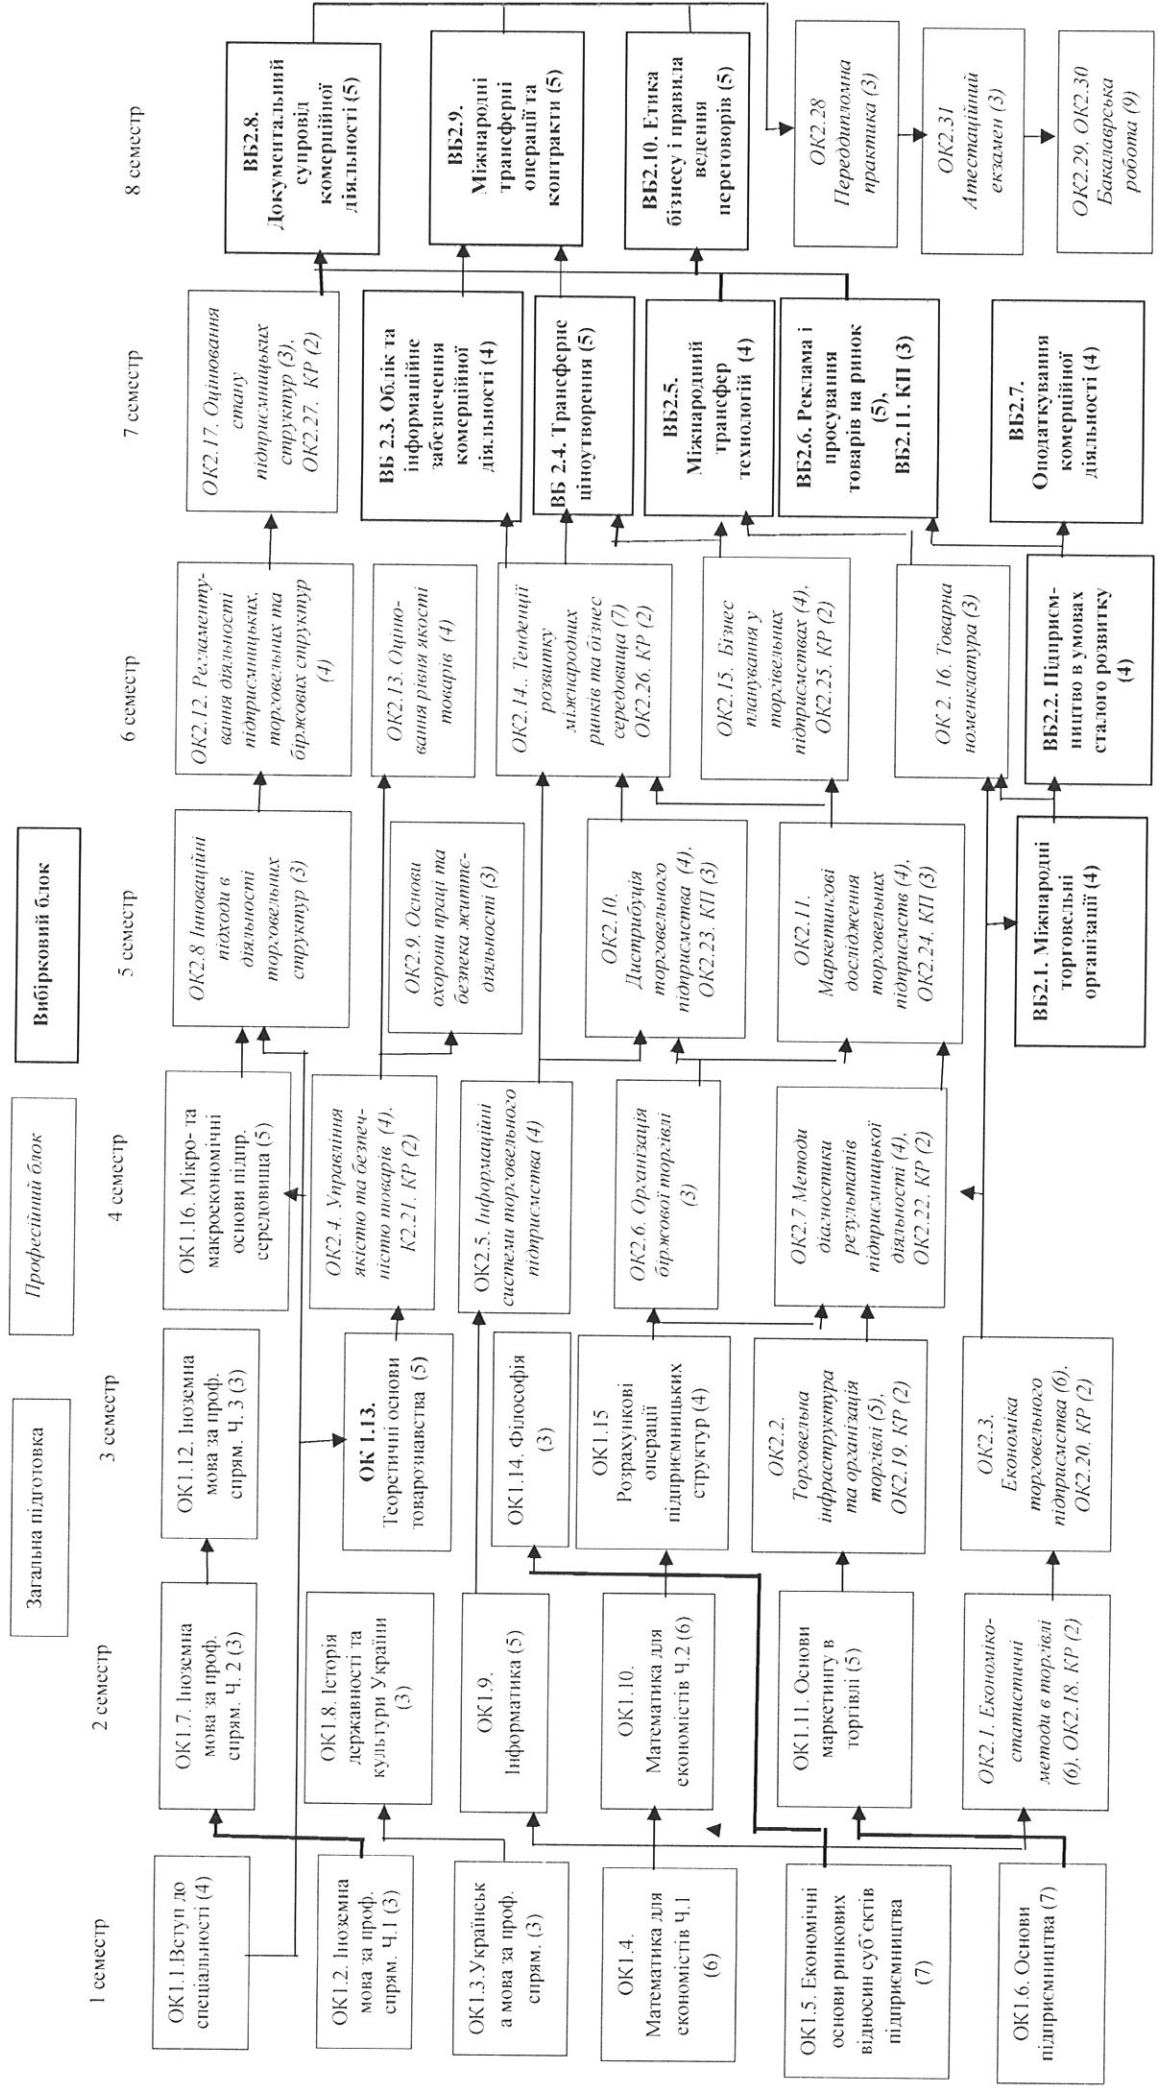 Загальна підготовка
Професійний блок
Вибірковий блок
1 семестр
2 семестр
3 семестр
4 семестр
5 семестр
6 семестр
7 семестр
8 семестр
ОК1.1.Вступ до
спеціальності (4)
ОК1.2. Іноземна
мова за проф.
спрям. Ч.1 (3)
ОК1.3.Українськ
а мова за проф.
спрям. (3)
ОК1.4.
Математика для
економістів Ч.1
(6)
ОК1.5. Економічні
основи ринкових
відносин суб'єктів
підприємництва
(7)
ОК1.6. Основи
підприємництва (7)
ОК1.7. Іноземна
мова за проф.
спрям. Ч. 2 (3)
ОК1.8. Історія
державності та
культури України
(3)
ОК1.9.
Інформатика (5)
ОК1.10.
Математика для
економістів Ч.2 (6)
ОК1.11. Основи
маркетингу в
торгівлі (5)
ОК2.1. Економіко-
статистичні
методи в торгівлі
(6). ОК2.18. КР (2)
ОК1.12. Іноземна
мова за проф.
спрям. Ч. 3 (3)
ОК 1.13.
Теоретичні основи
товарознавства (5)
ОК1.14. Філософія
(3)
ОК1.15
Розрахункові
операції
підприємницьких
структур (4)
ОК2.2.
Торговельна
інфраструктура
та організація
торгівлі (5),
ОК2.19. КР (2)
ОК2.3.
Економіка
торговельного
підприємства (6).
ОК2.20. КР (2)
ОК1.16. Мікро- та
макроекономічні
основи підпр.
середовища (5)
ОК2.4. Управління
якістю та безпеч-
ністю товарів (4),
К2.21. КР (2)
ОК2.5. Інформаційні
системи торговельного
підприємства (4)
ОК2.6. Організація
біржової торгівлі
(3)
ОК2.7 Методи
діагностики
результатів
підприємницької
діяльності (4),
ОК2.22. КР (2)
ОК2.8 Інноваційні
підходи в
діяльності
торговельних
структур (3)
ОК2.9. Основи
охорони праці та
безпека життє-
діяльності (3)
ОК2.10.
Дистрибуція
торговельного
підприємства (4),
ОК2.23. КП (3)
ОК2.11.
Маркетингові
дослідження
торговельних
підприємств (4),
ОК2.24. КП (3)
ВБ2.1. Міжнародні
торговельні
організації (4)
ОК2.12. Регламенту-
вання діяльності
підприємницьких,
торговельних та
біржових структур
(4)
ОК2.13. Оціню-
вання рівня якості
товарів (4)
ОК2.14.. Тенденції
розвитку
міжнародних
ринків та бізнес
середовища (7)
ОК2.26. КР (2)
ОК2.15. Бізнес
планування у
торгівельних
підприємствах (4),
ОК2.25. КР (2)
ОК 2.16. Товарна
номенклатура (3)
ВБ2.2. Підприєм-
ництво в умовах
сталого розвитку
(4)
ОК2.17. Оцінювання
стану
підприємницьких
структур (3),
ОК2.27. КР (2)
ВБ 2.3. Облік та
інформаційне
забезпечення
комерційної
діяльності (4)
ВБ 2.4. Трансферне
ціноутворення (5)
ВБ2.5.
Міжнародний
трансфер
технологій (4)
ВБ2.6. Реклама і
просування
товарів на ринок
(5),
ВБ2.11. КП (3)
ВБ2.7.
Оподаткування
комерційної
діяльності (4)
ВБ2.8.
Документальний
супровід
комерційної
діяльності (5)
ВБ2.9.
Міжнародні
трансферні
операції та
контракти (5)
ВБ2.10. Етика
бізнесу і правила
ведення
переговорів (5)
ОК2.28
Переддипломна
практика (3)
ОК2.31
Атестаційний
екзамен (3)
ОК2.29, ОК2.30
Бакалаврська
робота (9)